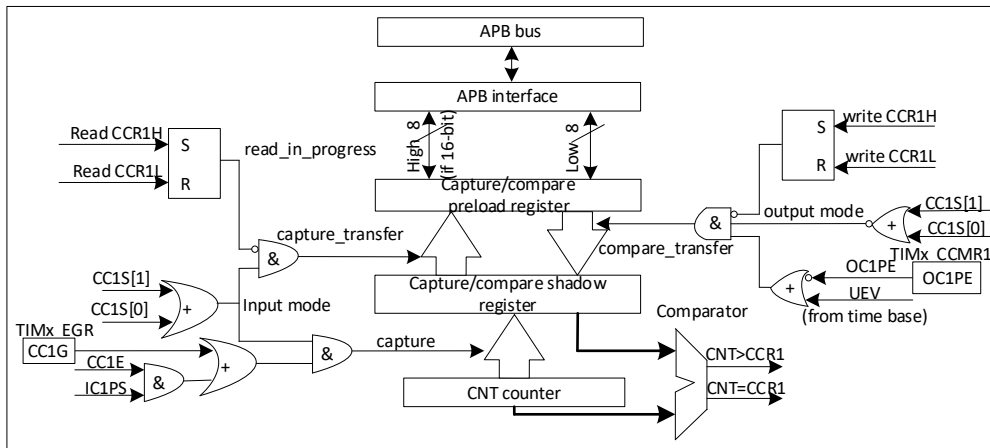 APB bus
APB interface
High 8
(if 16-bit)
Low 8
Read CCR1H
Read CCR1L
S
R
read_in_progress
write CCR1H
write CCR1L
S
R
Capture/compare
preload register
capture_transfer
&
compare_transfer
&
output mode
+
CC1S[1]
CC1S[0]
TIMx_CCMR1
OC1PE
OC1PE
UEV
(from time base)
+
CC1S[1]
CC1S[0]
+
Input mode
Capture/compare shadow
register
Comparator
TIMx_EGR
CC1G
CC1E
IC1PS
&
+
&
capture
CNT counter
CNT>CCR1
CNT=CCR1